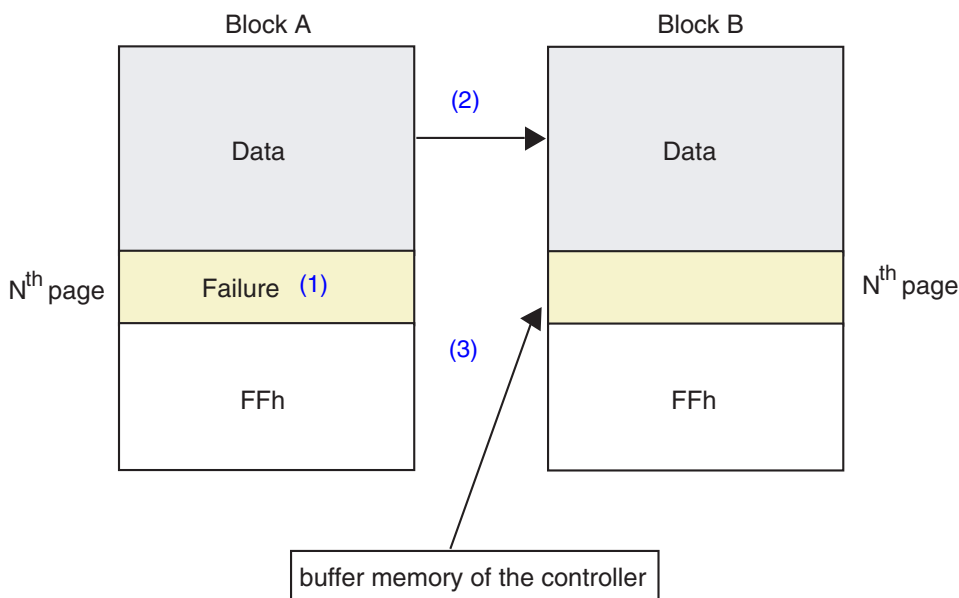 Block A
Block B
(2)
Data
Data
Nth page
Failure (1)
Nth page
(3)
FFh
FFh
buffer memory of the controller